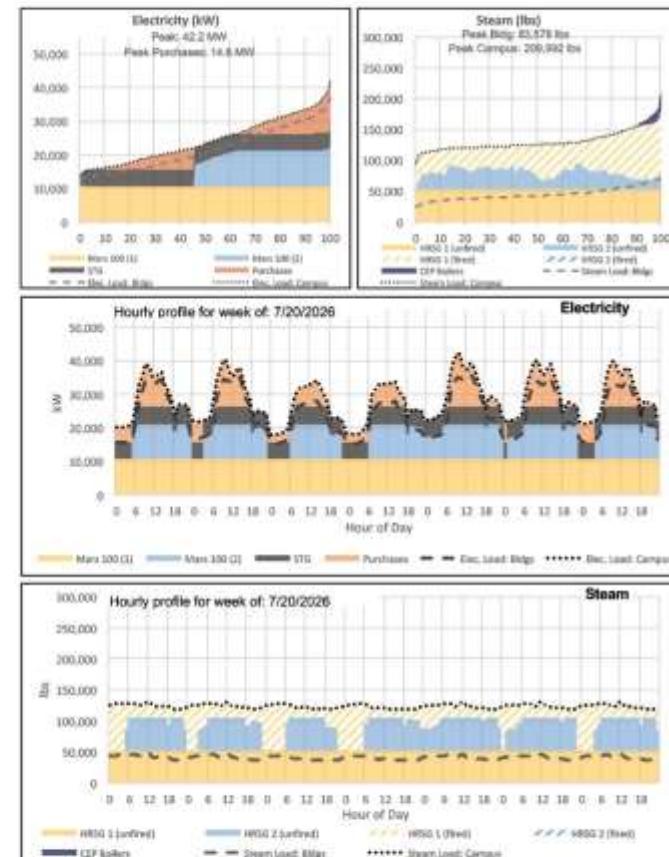 Electricity (kW)
Peak: 42.2 MW
Peak Purchases: 14.8 MW
50,000
40,000
30,000
20,000
10,000
0
0 10 20 30 40 50 60 70 80 90 100
Mars 100 (1) Mars 100 (2)
STG Purchases
Elec. Load: Bldgs Elec. Load: Campus
Steam (lbs)
Peak Bldg: 83,578 lbs
Peak Campus: 209,992 lbs
300,000
250,000
200,000
150,000
100,000
50,000
0
0 10 20 30 40 50 60 70 80 90 100
HRSG 1 (unfired) HRSG 2 (unfired)
HRSG 1 (fired) HRSG 2 (fired)
CEP Boilers Steam Load: Bldgs
Steam Load: Campus
Hourly profile for week of: 7/20/2026 Electricity
kW
50,000
40,000
30,000
20,000
10,000
0
0 6 12 18 0 6 12 18 0 6 12 18 0 6 12 18 0 6 12 18 0 6 12 18 0 6 12 18
Hour of Day
Mars 100 (1) Mars 100 (2) STG Purchases Elec. Load: Bldgs Elec. Load: Campus
Hourly profile for week of: 7/20/2026 Steam
lbs
300,000
250,000
200,000
150,000
100,000
50,000
0
0 6 12 18 0 6 12 18 0 6 12 18 0 6 12 18 0 6 12 18 0 6 12 18 0 6 12 18
Hour of Day
HRSG 1 (unfired) HRSG 2 (unfired) HRSG 1 (fired) HRSG 2 (fired)
CEP Boilers Steam Load: Bldgs Steam Load: Campus